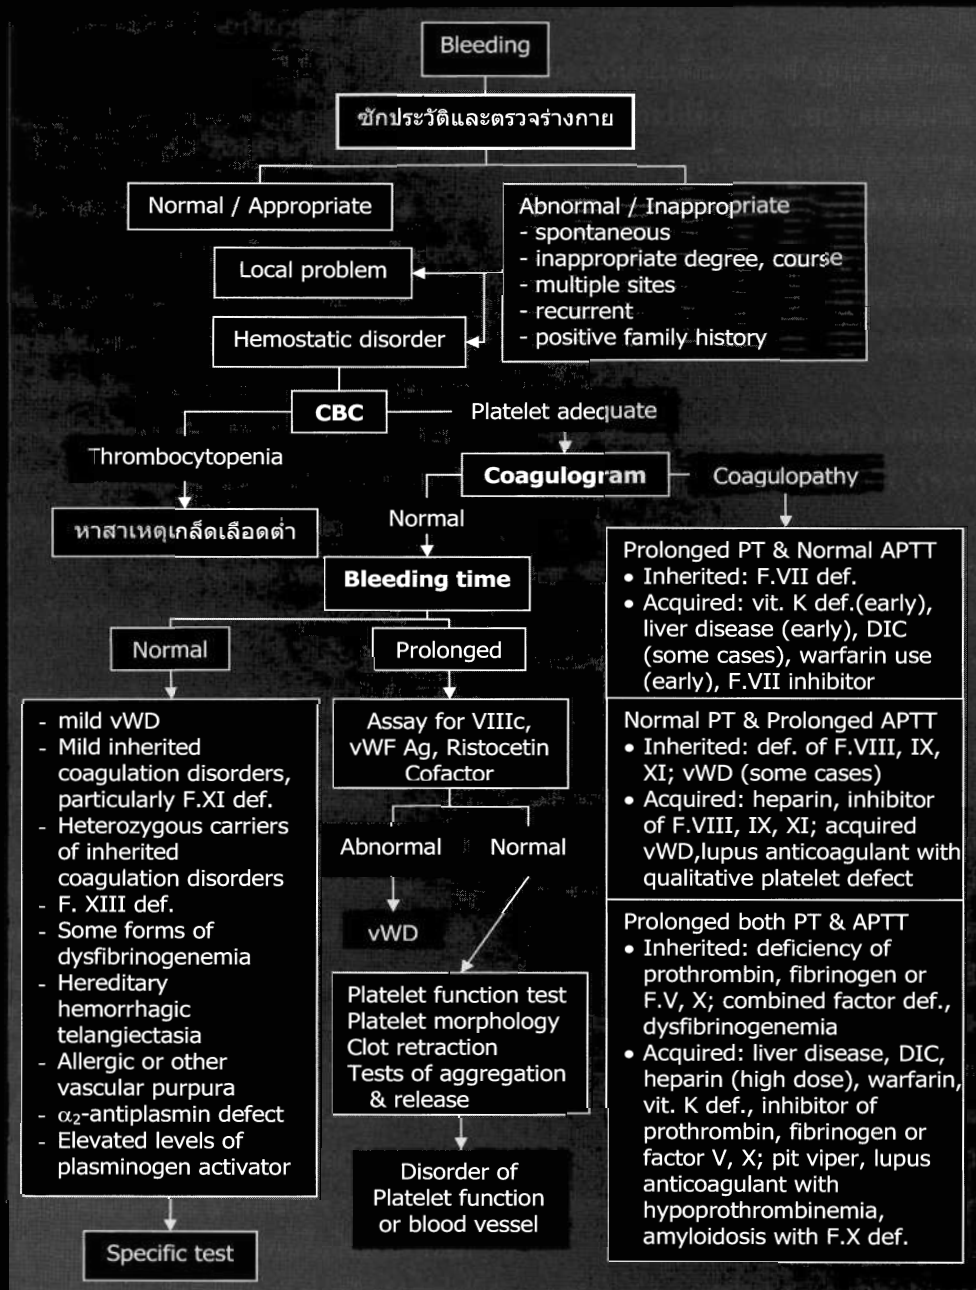 Bleeding
ซักประวัติและตรวจร่างกาย
Normal / Appropriate
Abnormal / Inappropriate
- spontaneous
- inappropriate degree, course
- multiple sites
- recurrent
- positive family history
Local problem
Hemostatic disorder
CBC
Platelet adequate
Thrombocytopenia
หาสาเหตุเกล็ดเลือดต่ำ
Coagulogram
Coagulopathy
Normal
Bleeding time
Normal
Prolonged
- mild vWD
- Mild inherited
coagulation disorders,
particularly F.XI def.
- Heterozygous carriers
of inherited
coagulation disorders
- F. XIII def.
- Some forms of
dysfibrinogenemia
- Hereditary
hemorrhagic
telangiectasia
- Allergic or other
vascular purpura
- α2-antiplasmin defect
- Elevated levels of
plasminogen activator
Specific test
Assay for VIIIc,
vWF Ag, Ristocetin
Cofactor
Abnormal
Normal
vWD
Platelet function test
Platelet morphology
Clot retraction
Tests of aggregation
& release
Disorder of
Platelet function
or blood vessel
Prolonged PT & Normal APTT
• Inherited: F.VII def.
• Acquired: vit. K def.(early),
liver disease (early), DIC
(some cases), warfarin use
(early), F.VII inhibitor
Normal PT & Prolonged APTT
• Inherited: def. of F.VIII, IX,
XI; vWD (some cases)
• Acquired: heparin, inhibitor
of F.VIII, IX, XI; acquired
vWD,lupus anticoagulant with
qualitative platelet defect
Prolonged both PT & APTT
• Inherited: deficiency of
prothrombin, fibrinogen or
F.V, X; combined factor def.,
dysfibrinogenemia
• Acquired: liver disease, DIC,
heparin (high dose), warfarin,
vit. K def., inhibitor of
prothrombin, fibrinogen or
factor V, X; pit viper, lupus
anticoagulant with
hypoprothrombinemia,
amyloidosis with F.X def.